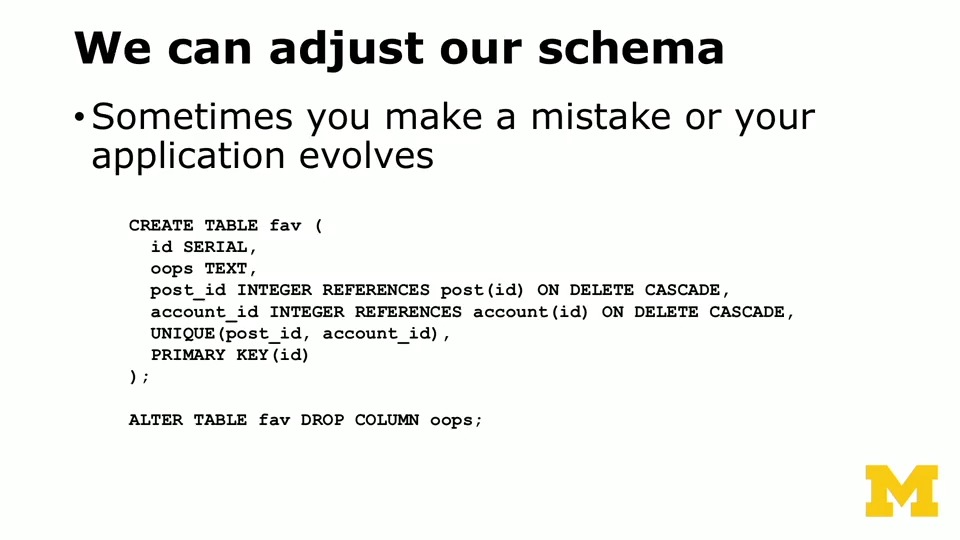 We can adjust our schema
• Sometimes you make a mistake or your
application evolves
CREATE TABLE fav (
  id SERIAL,
  oops TEXT,
  post_id INTEGER REFERENCES post(id) ON DELETE CASCADE,
  account_id INTEGER REFERENCES account(id) ON DELETE CASCADE,
  UNIQUE(post_id, account_id),
  PRIMARY KEY(id)
);
ALTER TABLE fav DROP COLUMN oops;
M